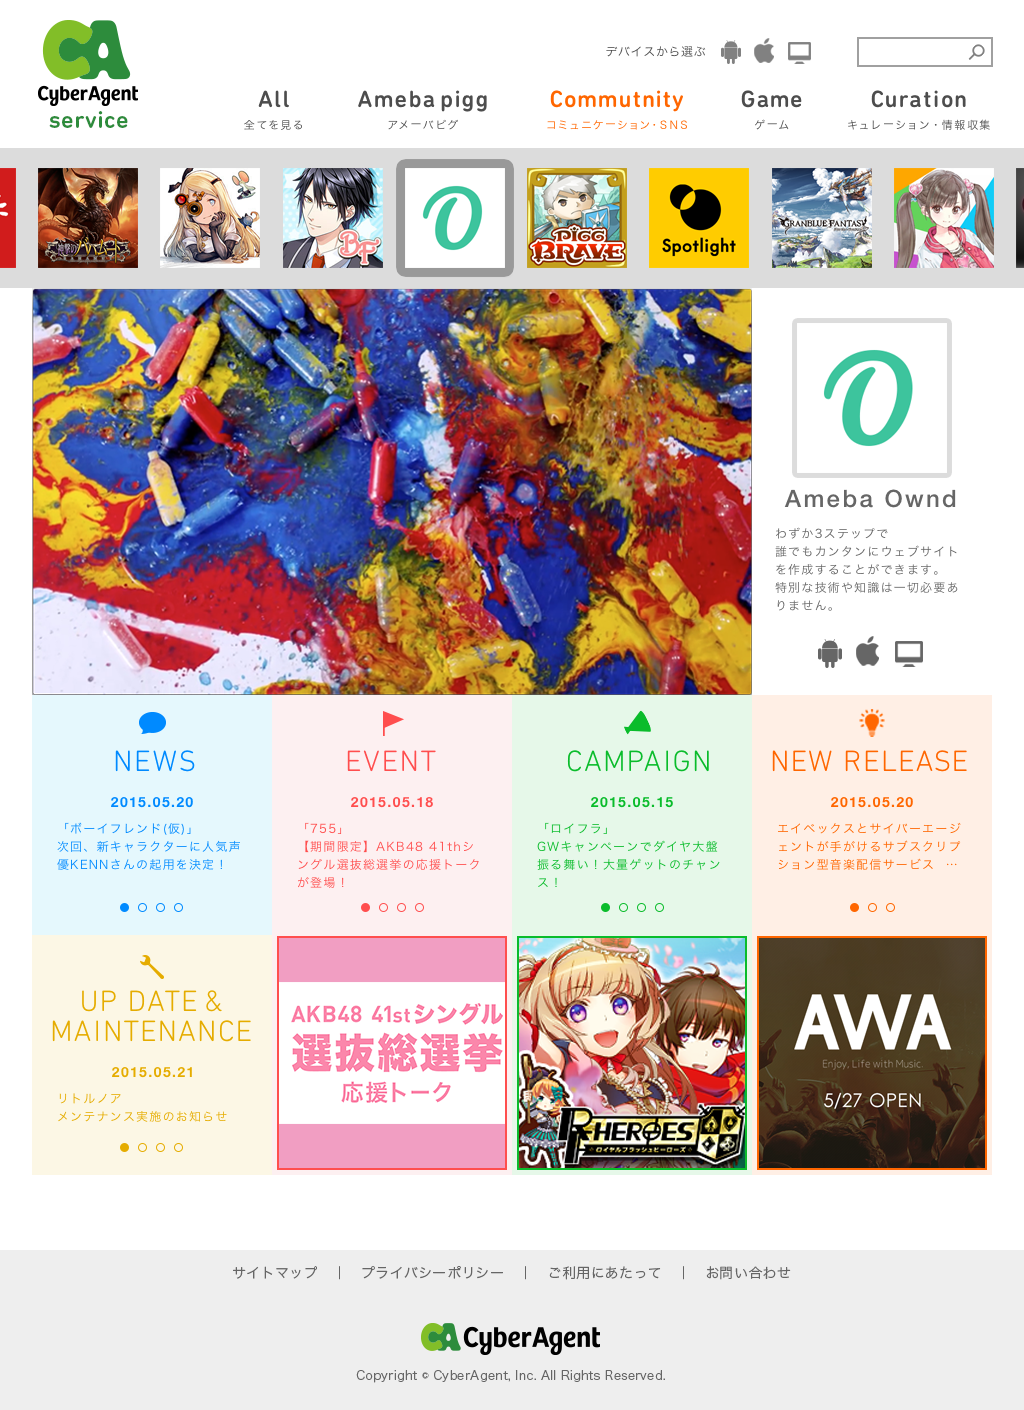 CyberAgent
service
デバイスから選ぶ
All
全てを見る
Ameba pigg
アメーバピグ
Commutnity
コミュニケーション・SNS
Game
ゲーム
Curation
キュレーション・情報収集
BF
PIGG
BRAVE
Spotlight
GRANBLUE FANTASY
Ameba Ownd
わずか3ステップで
誰でもカンタンにウェブサイト
を作成することができます。
特別な技術や知識は一切必要あ
りません。
NEWS
2015.05.20
「ボーイフレンド(仮)」
次回、新キャラクターに人気声
優KENNさんの起用を決定！
EVENT
2015.05.18
「755」
【期間限定】AKB48 41thシ
ングル選抜総選挙の応援トーク
が登場！
CAMPAIGN
2015.05.15
「ロイフラ」
GWキャンペーンでダイヤ大盤
振る舞い！大量ゲットのチャン
ス！
NEW RELEASE
2015.05.20
エイベックスとサイバーエージ
ェントが手がけるサブスクリプ
ション型音楽配信サービス …
UP DATE &
MAINTENANCE
2015.05.21
リトルノア
メンテナンス実施のお知らせ
AKB48 41stシングル
選抜総選挙
応援トーク
HEROES
ロイヤルフラッシュヒーローズ
AWA
Enjoy, Life with Music.
5/27 OPEN
サイトマップ ｜ プライバシーポリシー ｜ ご利用にあたって ｜ お問い合わせ
CyberAgent
Copyright © CyberAgent, Inc. All Rights Reserved.